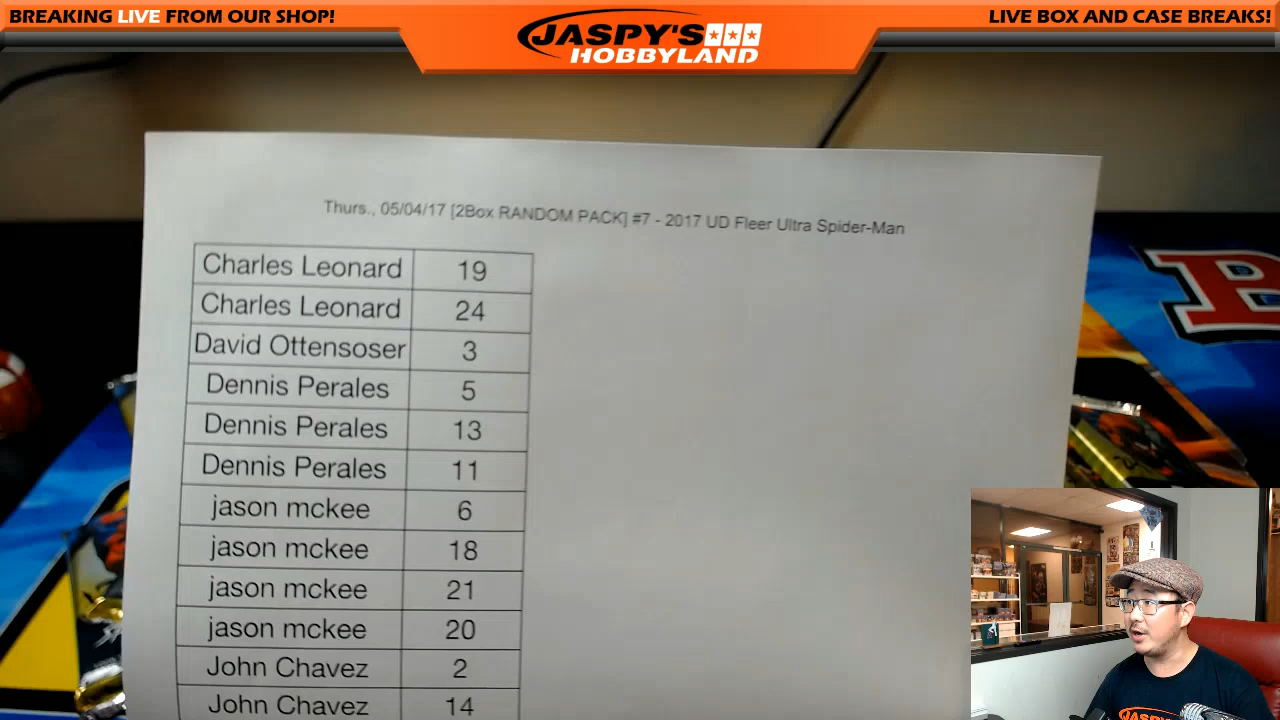 BREAKING LIVE FROM OUR SHOP!
JASPY'S
HOBBYLAND
LIVE BOX AND CASE BREAKS!
Thurs., 05/04/17 [2Box RANDOM PACK] #7 - 2017 UD Fleer Ultra Spider-Man
Charles Leonard 19
Charles Leonard 24
David Ottensoser 3
Dennis Perales 5
Dennis Perales 13
Dennis Perales 11
jason mckee 6
jason mckee 18
jason mckee 21
jason mckee 20
John Chavez 2
John Chavez 14